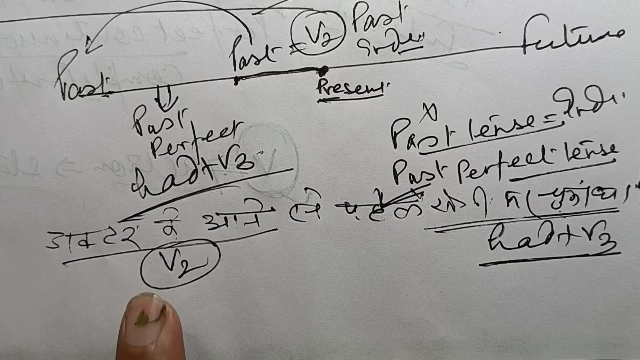 Past
Past = V2
Past
Future
Past
Present
Past
Perfect
had+V3
Past tense =
Past Perfect tense
डाक्टर के आने से पहले रोगी म
V2
had+V3